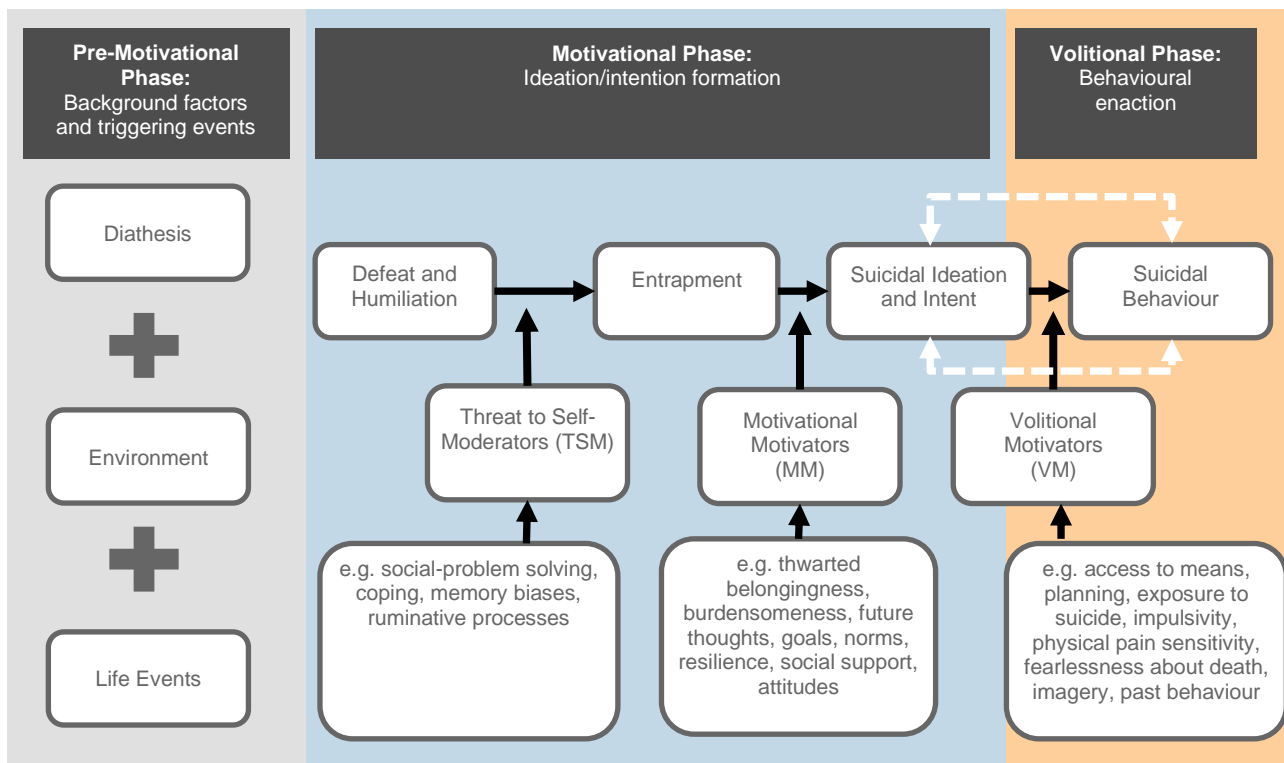 Pre-Motivational
Phase:
Background factors
and triggering events
Motivational Phase:
Ideation/intention formation
Volitional Phase:
Behavioural
enaction
Diathesis
Environment
Life Events
Defeat and
Humiliation
Entrapment
Suicidal Ideation
and Intent
Suicidal
Behaviour
Threat to Self-
Moderators (TSM)
Motivational
Motivators
(MM)
Volitional
Motivators
(VM)
e.g. social-problem solving,
coping, memory biases,
ruminative processes
e.g. thwarted
belongingness,
burdensomeness, future
thoughts, goals, norms,
resilience, social support,
attitudes
e.g. access to means,
planning, exposure to
suicide, impulsivity,
physical pain sensitivity,
fearlessness about death,
imagery, past behaviour